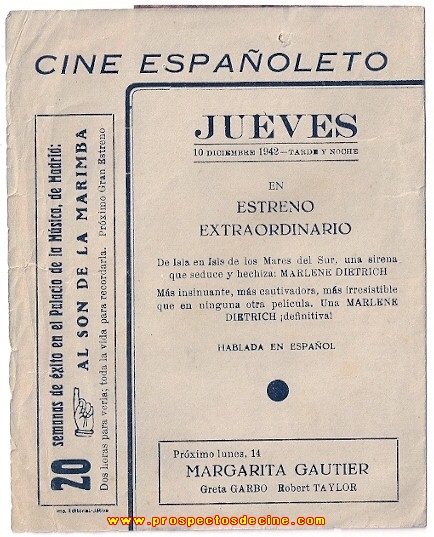 CINE ESPAÑOLETO
20 semanas de éxito en el Palacio de la Música, de Madrid:
AL SON DE LA MARIMBA
Dos horas para verla; toda la vida para recordarla. Próximo Gran Estreno
Imp. Editorial-Játiva
JUEVES
10 DICIEMBRE 1942 — TARDE Y NOCHE
EN
ESTRENO
EXTRAORDINARIO
De Isla en Isls de los Mares del Sur, una sirena
que seduce y hechiza: MARLENE DIETRICH
Más insinuante, más cautivadora, más irresistible
que en ninguna otra película. Una MARLENE
DIETRICH ¡definitiva!
HABLADA EN ESPAÑOL
Próximo lunes, 14
MARGARITA GAUTIER
Greta GARBO Robert TAYLOR
www.prospectosdecine.com